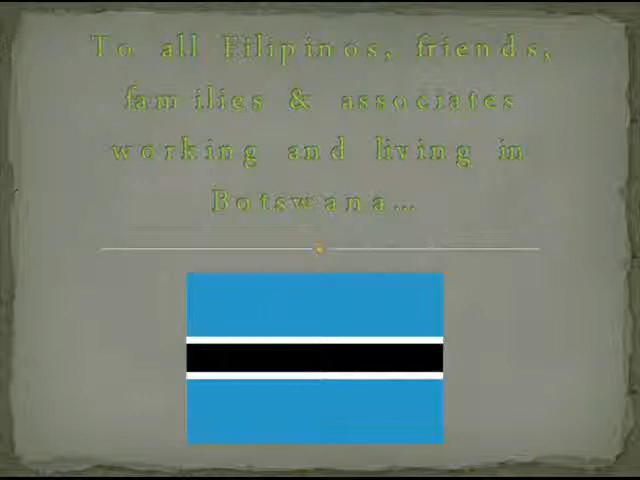 To all Filipinos, friends,
families & associates
working and living in
Botswana...